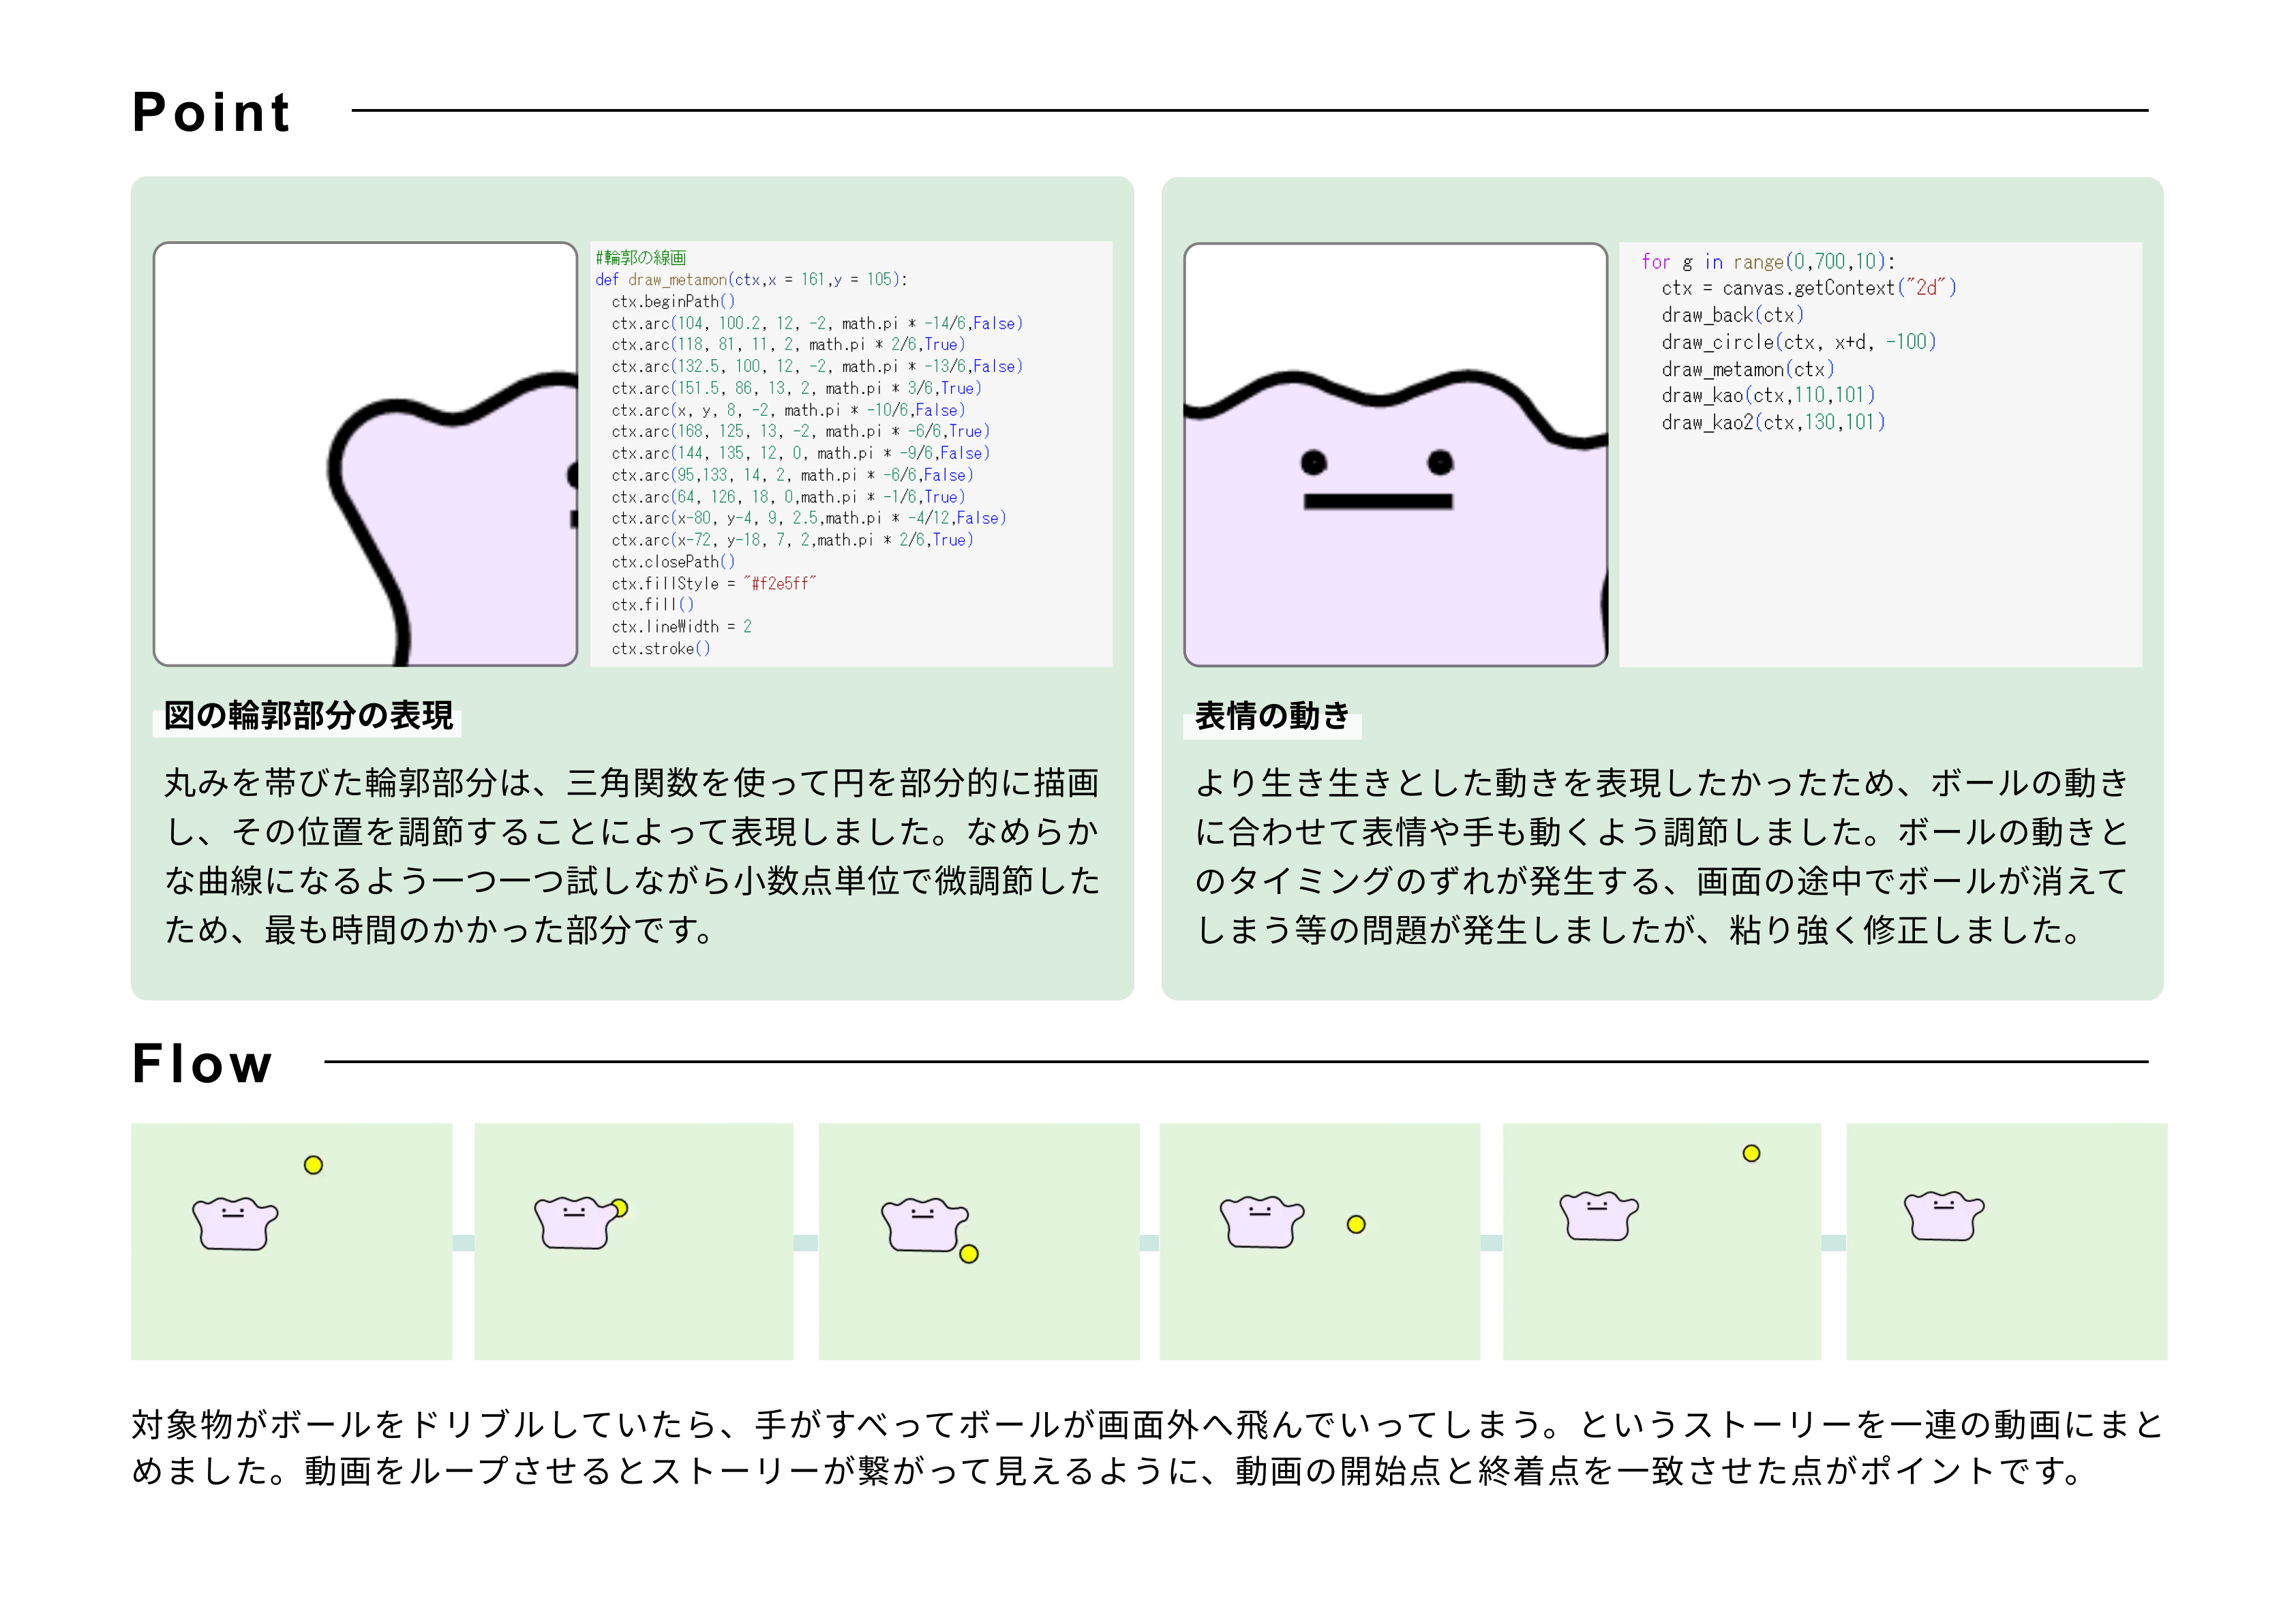 Point
#輪郭の線画
def draw_metamon(ctx,x = 161,y = 105):
ctx.beginPath()
ctx.arc(104, 100.2, 12, -2, math.pi * -14/6,False)
ctx.arc(118, 81, 11, 2, math.pi * 2/6,True)
ctx.arc(132.5, 100, 12, -2, math.pi * -13/6,False)
ctx.arc(151.5, 86, 13, 2, math.pi * 3/6,True)
ctx.arc(x, y, 8, -2, math.pi * -10/6,False)
ctx.arc(168, 125, 13, -2, math.pi * -6/6,True)
ctx.arc(144, 135, 12, 0, math.pi * -9/6,False)
ctx.arc(95,133, 14, 2, math.pi * -6/6,False)
ctx.arc(64, 126, 18, 0,math.pi * -1/6,True)
ctx.arc(x-80, y-4, 9, 2.5,math.pi * -4/12,False)
ctx.arc(x-72, y-18, 7, 2,math.pi * 2/6,True)
ctx.closePath()
ctx.fillStyle = "#f2e5ff"
ctx.fill()
ctx.lineWidth = 2
ctx.stroke()
図の輪郭部分の表現
丸みを帯びた輪郭部分は、三角関数を使って円を部分的に描画
し、その位置を調節することによって表現しました。なめらか
な曲線になるよう一つ一つ試しながら小数点単位で微調節した
ため、最も時間のかかった部分です。
for g in range(0,700,10):
ctx = canvas.getContext("2d")
draw_back(ctx)
draw_circle(ctx, x+d, -100)
draw_metamon(ctx)
draw_kao(ctx,110,101)
draw_kao2(ctx,130,101)
表情の動き
より生き生きとした動きを表現したかったため、ボールの動き
に合わせて表情や手も動くよう調節しました。ボールの動きと
のタイミングのずれが発生する、画面の途中でボールが消えて
しまう等の問題が発生しましたが、粘り強く修正しました。
Flow
対象物がボールをドリブルしていたら、手がすべってボールが画面外へ飛んでいってしまう。というストーリーを一連の動画にまと
めました。動画をループさせるとストーリーが繋がって見えるように、動画の開始点と終着点を一致させた点がポイントです。